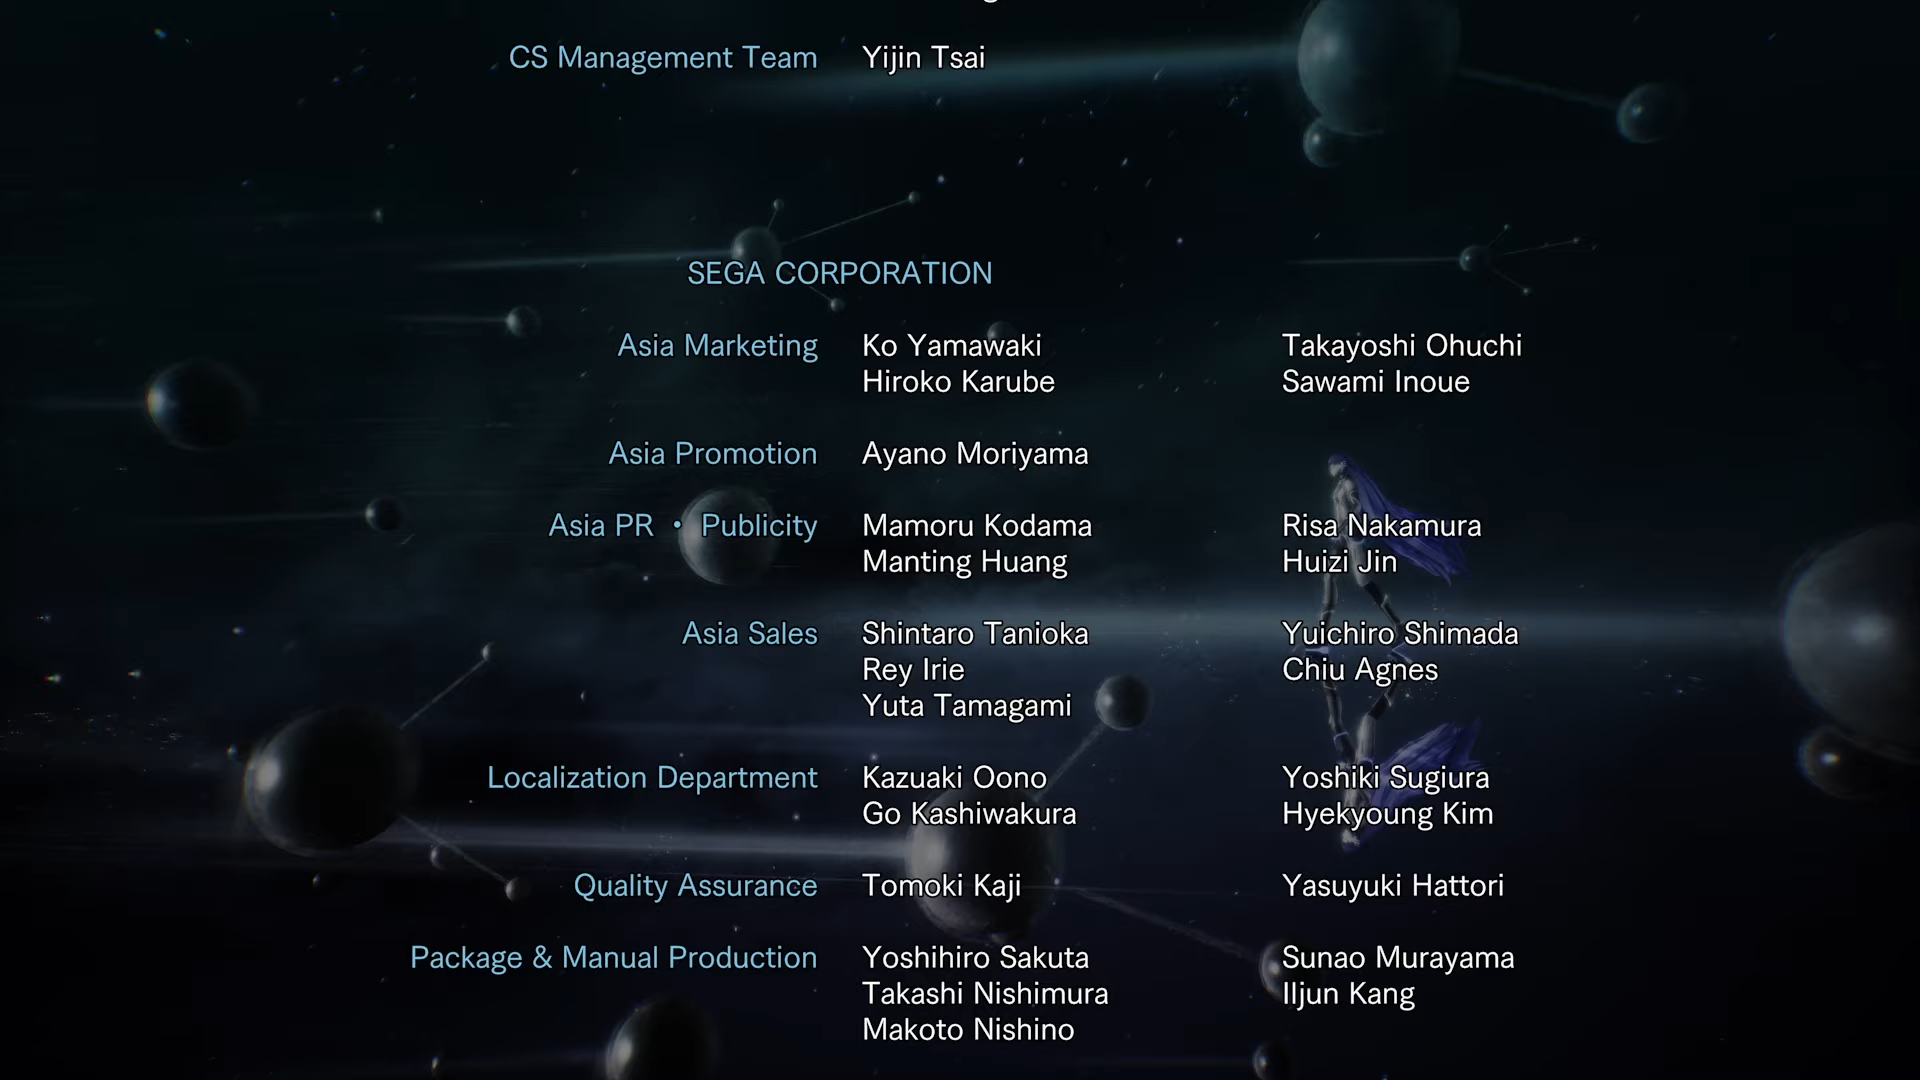 CS Management Team Yijin Tsai
SEGA CORPORATION
Asia Marketing Ko Yamawaki Takayoshi Ohuchi
Hiroko Karube Sawami Inoue
Asia Promotion Ayano Moriyama
Asia PR • Publicity Mamoru Kodama Risa Nakamura
Manting Huang Huizi Jin
Asia Sales Shintaro Tanioka Yuichiro Shimada
Rey Irie Chiu Agnes
Yuta Tamagami
Localization Department Kazuaki Oono Yoshiki Sugiura
Go Kashiwakura Hyekyoung Kim
Quality Assurance Tomoki Kaji Yasuyuki Hattori
Package & Manual Production Yoshihiro Sakuta Sunao Murayama
Takashi Nishimura IIjun Kang
Makoto Nishino